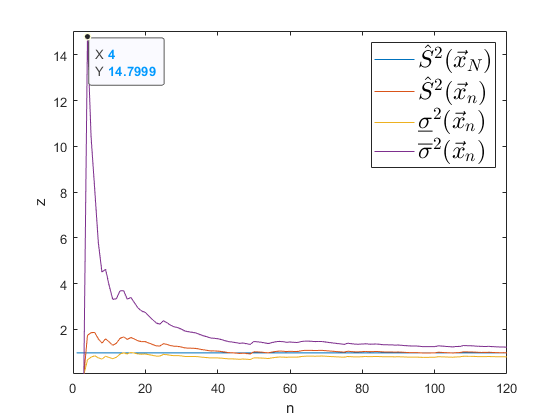 14
12
10
8
6
4
2
z
0
20
40
60
80
100
120
n
X 4
Y 14.7999
Ŝ²(x⃗_N)
Ŝ²(x⃗_n)
σ̲²(x⃗_n)
σ̅²(x⃗_n)